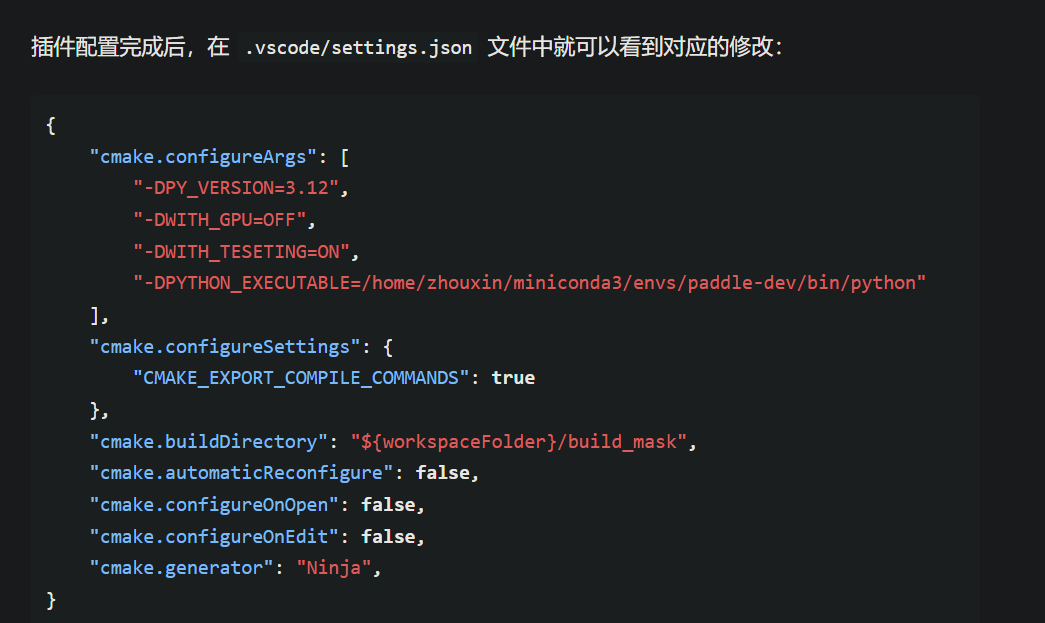 插件配置完成后，在 .vscode/settings.json 文件中就可以看到对应的修改：
{
    "cmake.configureArgs": [
        "-DPY_VERSION=3.12",
        "-DWITH_GPU=OFF",
        "-DWITH_TESETING=ON",
        "-DPYTHON_EXECUTABLE=/home/zhouxin/miniconda3/envs/paddle-dev/bin/python"
    ],
    "cmake.configureSettings": {
        "CMAKE_EXPORT_COMPILE_COMMANDS": true
    },
    "cmake.buildDirectory": "${workspaceFolder}/build_mask",
    "cmake.automaticReconfigure": false,
    "cmake.configureOnOpen": false,
    "cmake.configureOnEdit": false,
    "cmake.generator": "Ninja",
}